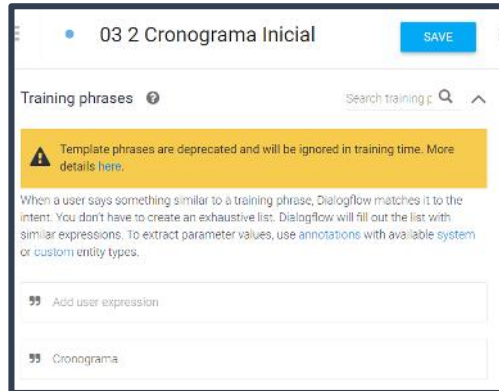 03 2 Cronograma Inicial
SAVE
Training phrases
Search training p
Template phrases are deprecated and will be ignored in training time. More
details here.
When a user says something similar to a training phrase, Dialogflow matches it to the
intent. You don't have to create an exhaustive list. Dialogflow will fill out the list with
similar expressions. To extract parameter values, use annotations with available system
or custom entity types.
Add user expression
Cronograma